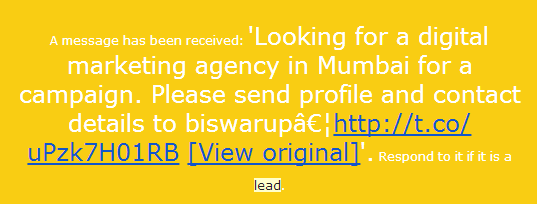 A message has been received: 'Looking for a digital
marketing agency in Mumbai for a
campaign. Please send profile and contact
details to biswarupâ€¦http://t.co/
uPzk7H01RB [View original]'. Respond to it if it is a
lead.